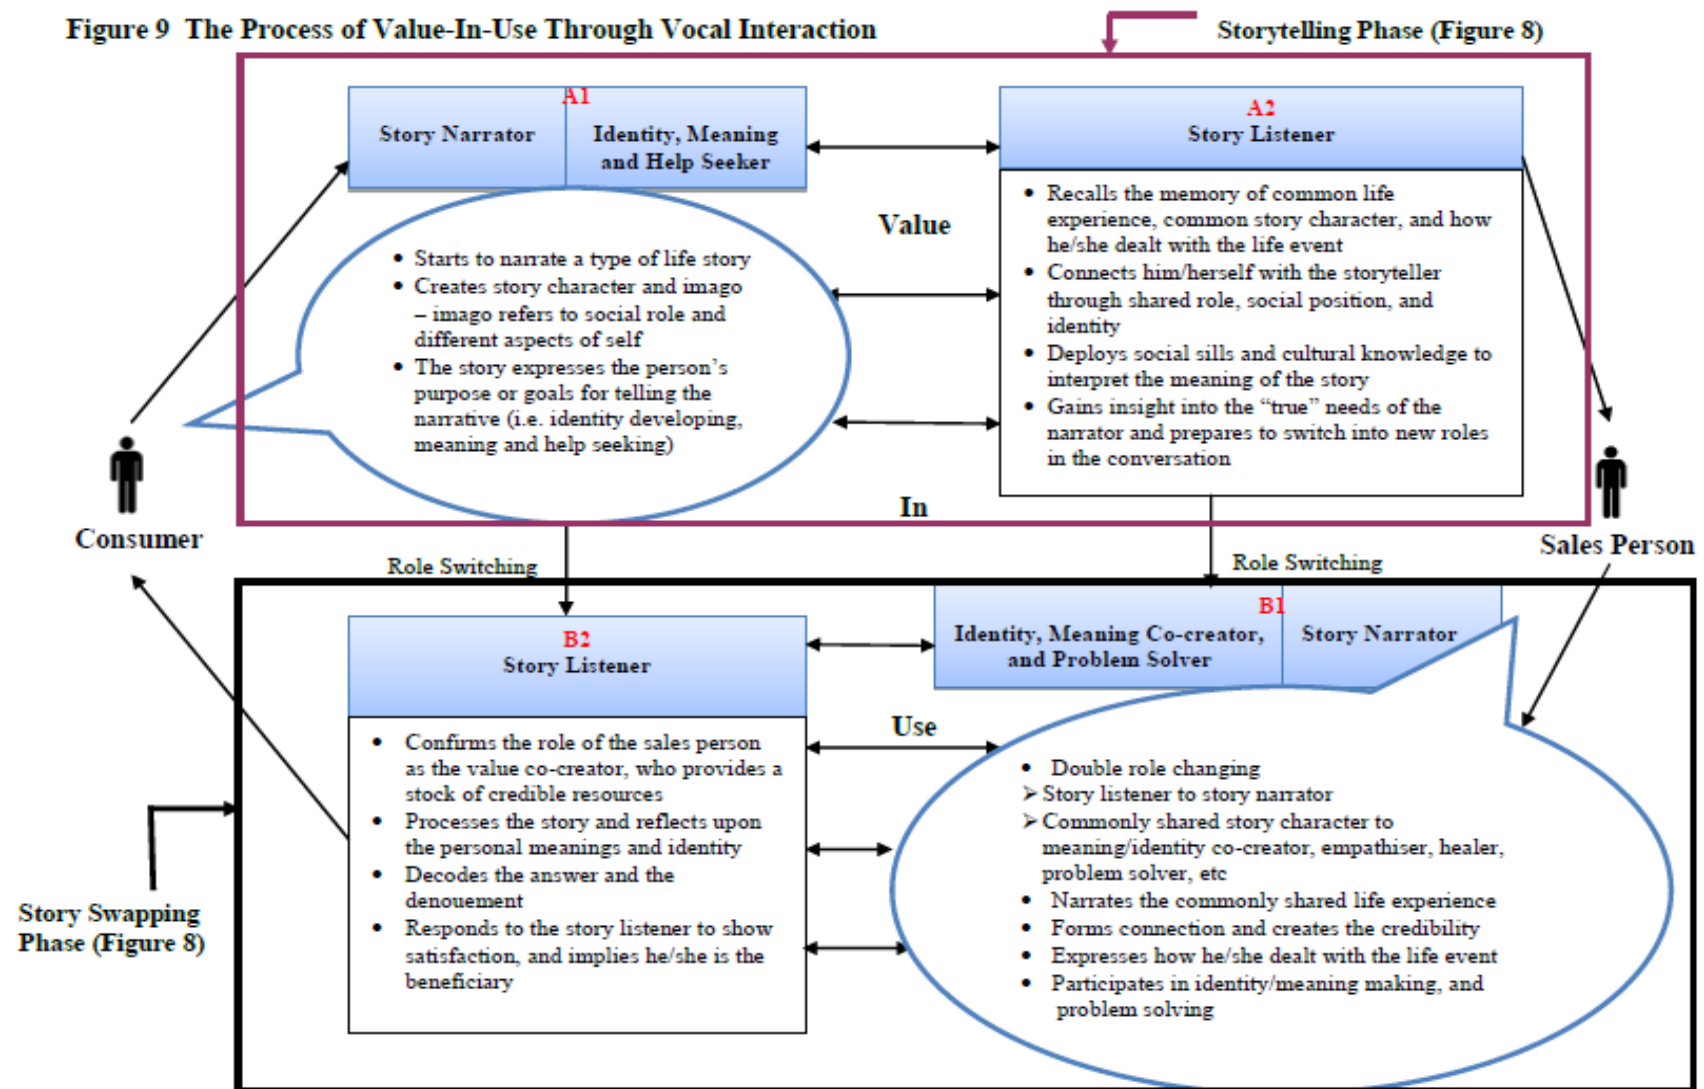 Figure 9  The Process of Value-In-Use Through Vocal Interaction
Storytelling Phase (Figure 8)
A1
Story Narrator
Identity, Meaning
and Help Seeker
A2
Story Listener
• Starts to narrate a type of life story
• Creates story character and imago
– imago refers to social role and
different aspects of self
• The story expresses the person's
purpose or goals for telling the
narrative (i.e. identity developing,
meaning and help seeking)
Value
• Recalls the memory of common life
experience, common story character, and how
he/she dealt with the life event
• Connects him/herself with the storyteller
through shared role, social position, and
identity
• Deploys social sills and cultural knowledge to
interpret the meaning of the story
• Gains insight into the “true” needs of the
narrator and prepares to switch into new roles
in the conversation
In
Consumer
Sales Person
Role Switching
Role Switching
B2
Story Listener
B1
Identity, Meaning Co-creator,
and Problem Solver
Story Narrator
Use
• Confirms the role of the sales person
as the value co-creator, who provides a
stock of credible resources
• Processes the story and reflects upon
the personal meanings and identity
• Decodes the answer and the
denouement
• Responds to the story listener to show
satisfaction, and implies he/she is the
beneficiary
• Double role changing
➢ Story listener to story narrator
➢ Commonly shared story character to
meaning/identity co-creator, empathiser, healer,
problem solver, etc
• Narrates the commonly shared life experience
• Forms connection and creates the credibility
• Expresses how he/she dealt with the life event
• Participates in identity/meaning making, and
problem solving
Story Swapping
Phase (Figure 8)